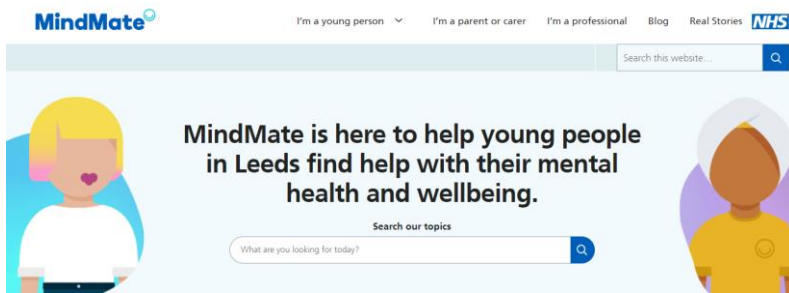 MindMate
I'm a young person
I'm a parent or carer
I'm a professional
Blog
Real Stories
NHS
Search this website...
MindMate is here to help young people
in Leeds find help with their mental
health and wellbeing.
Search our topics
What are you looking for today?